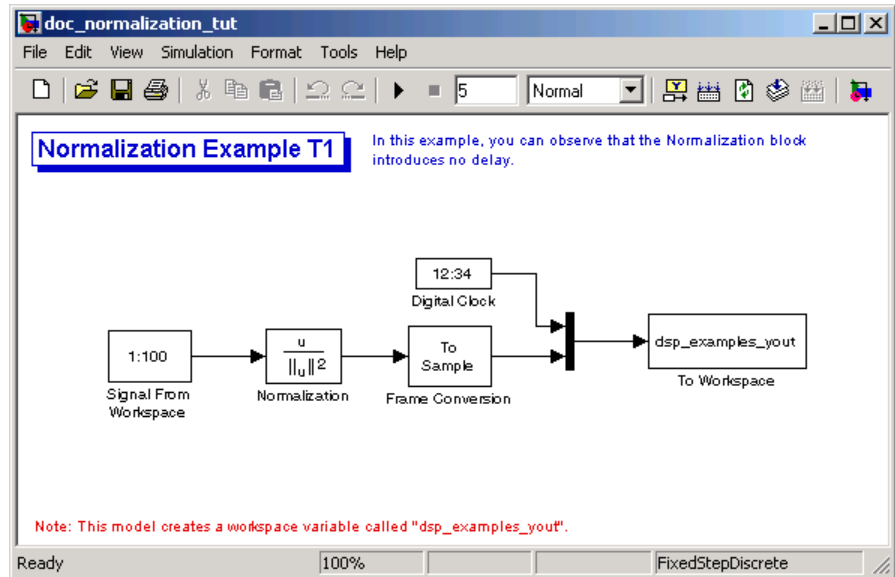 doc_normalization_tut
File Edit View Simulation Format Tools Help
5 Normal
Normalization Example T1
In this example, you can observe that the Normalization block
introduces no delay.
12:34
Digital Clock
1:100
Signal From
Workspace
u
||u||2
Normalization
To
Sample
Frame Conversion
dsp_examples_yout
To Workspace
Note: This model creates a workspace variable called "dsp_examples_yout".
Ready 100% FixedStepDiscrete